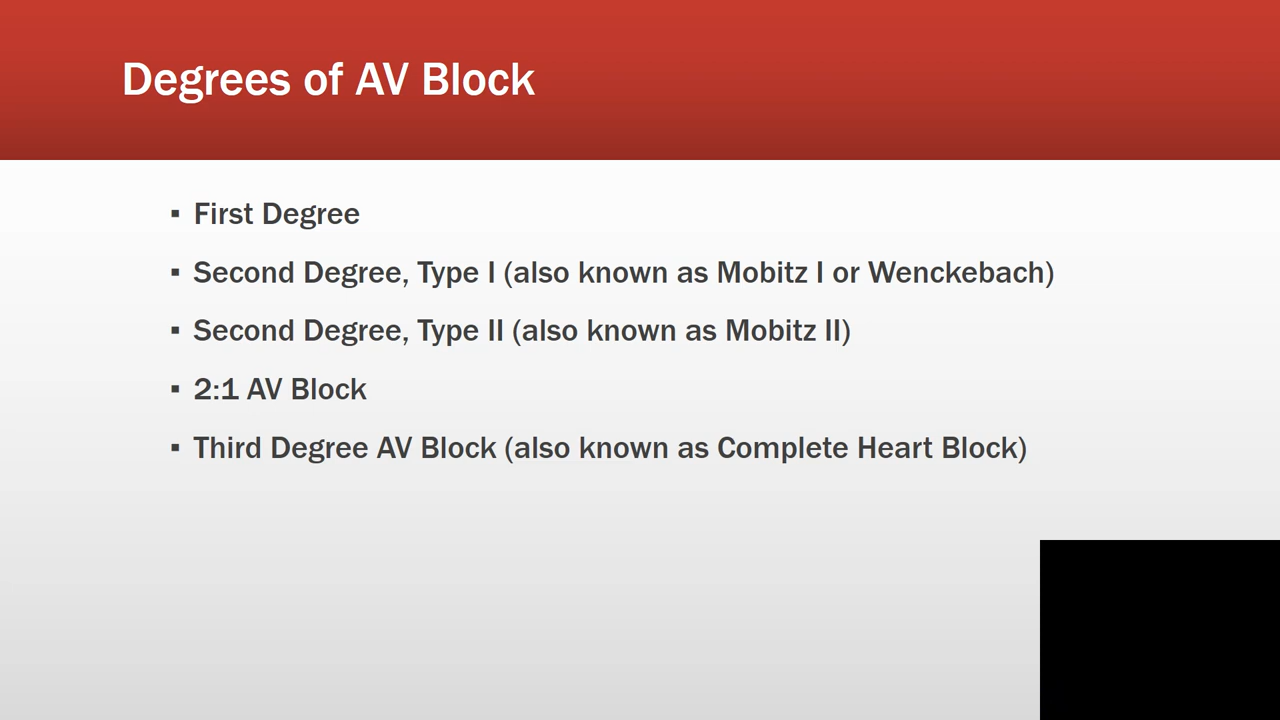 Degrees of AV Block
▪ First Degree
▪ Second Degree, Type I (also known as Mobitz I or Wenckebach)
▪ Second Degree, Type II (also known as Mobitz II)
▪ 2:1 AV Block
▪ Third Degree AV Block (also known as Complete Heart Block)